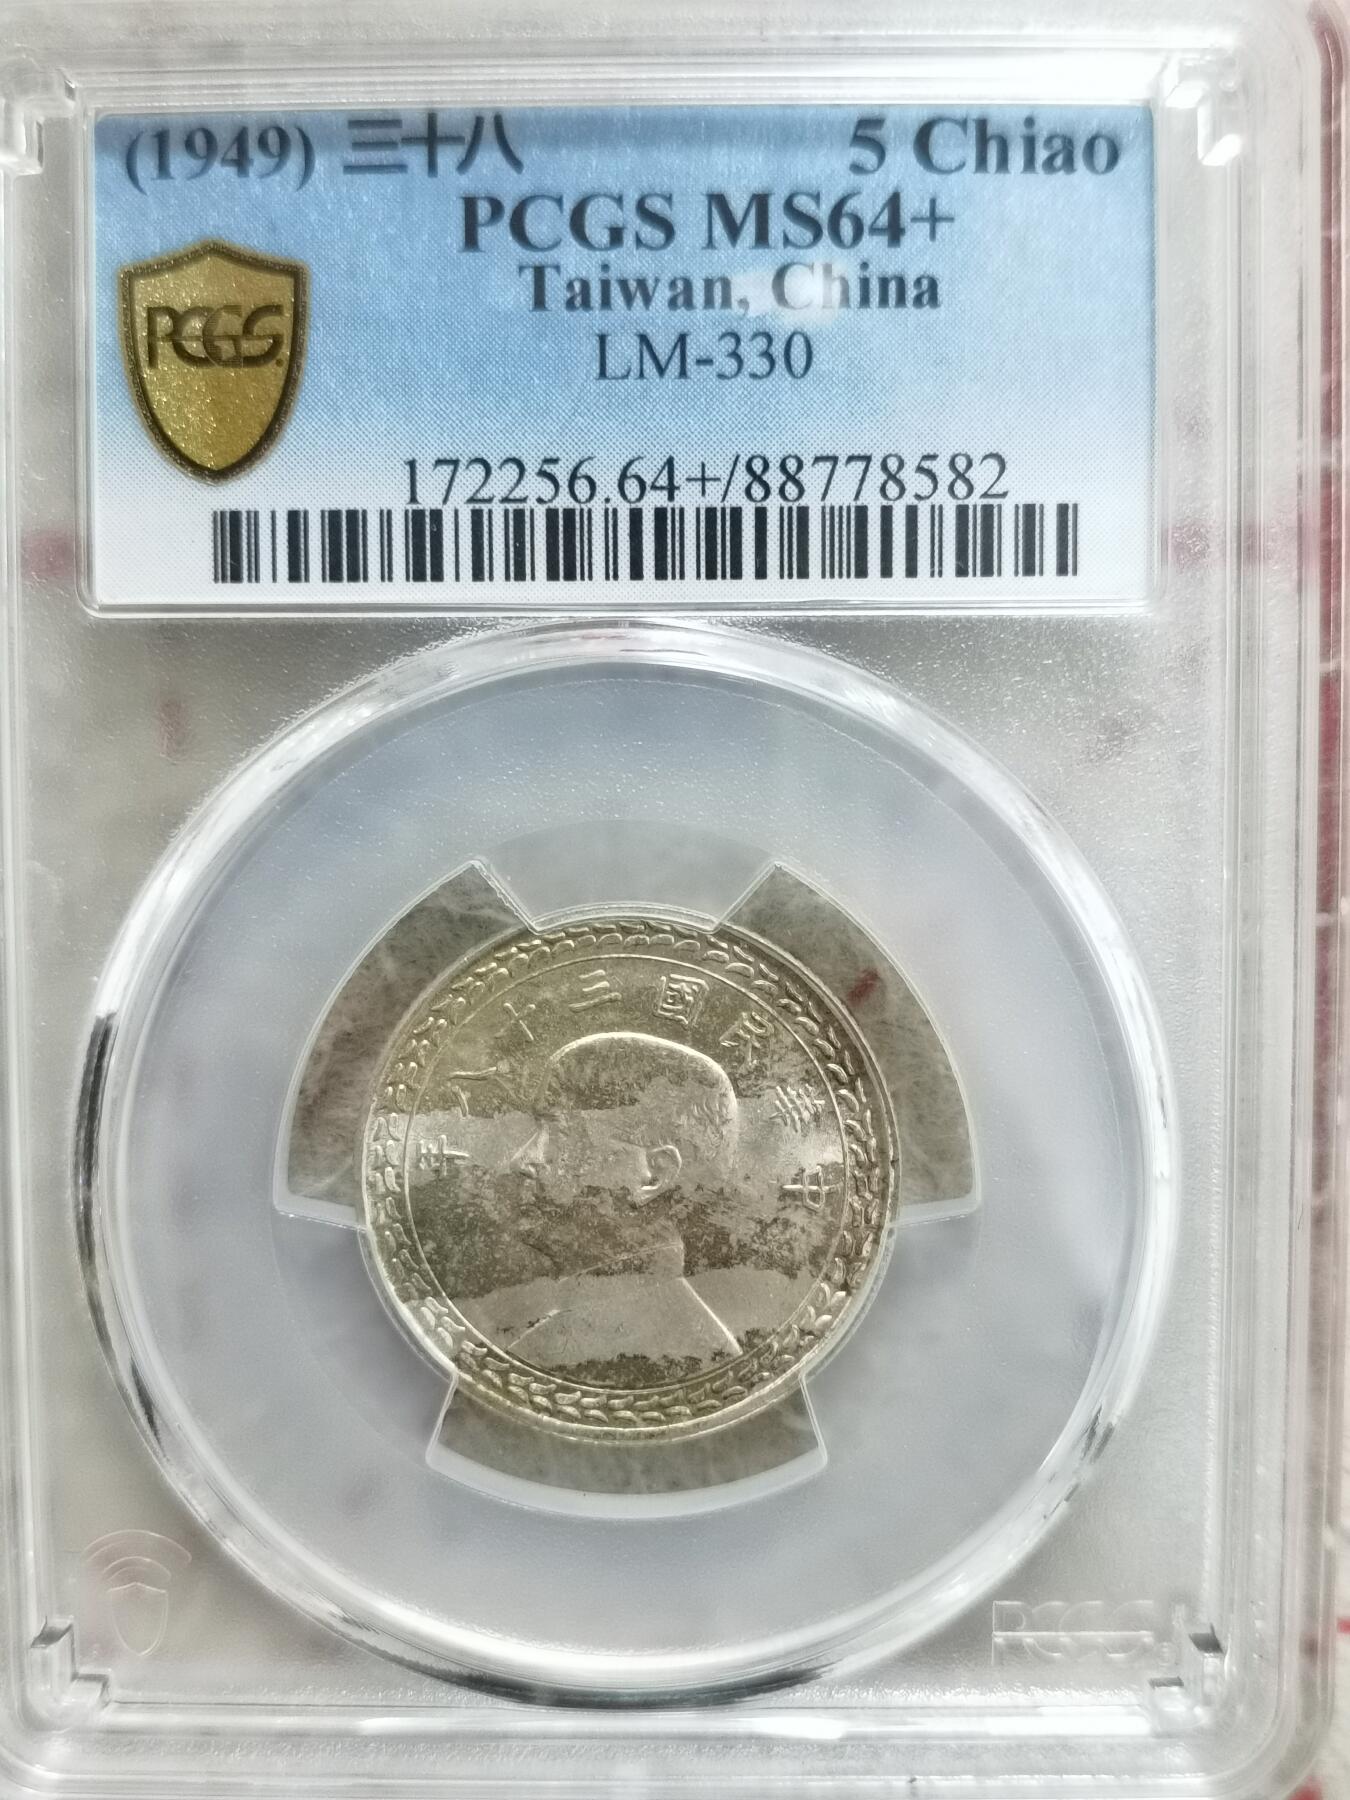 (1949) 三十八 5 Chiao
PCGS MS64+
Taiwan, China
LM-330
PCGS
172256.64+/88778582
年八十三國民華中
PCGS